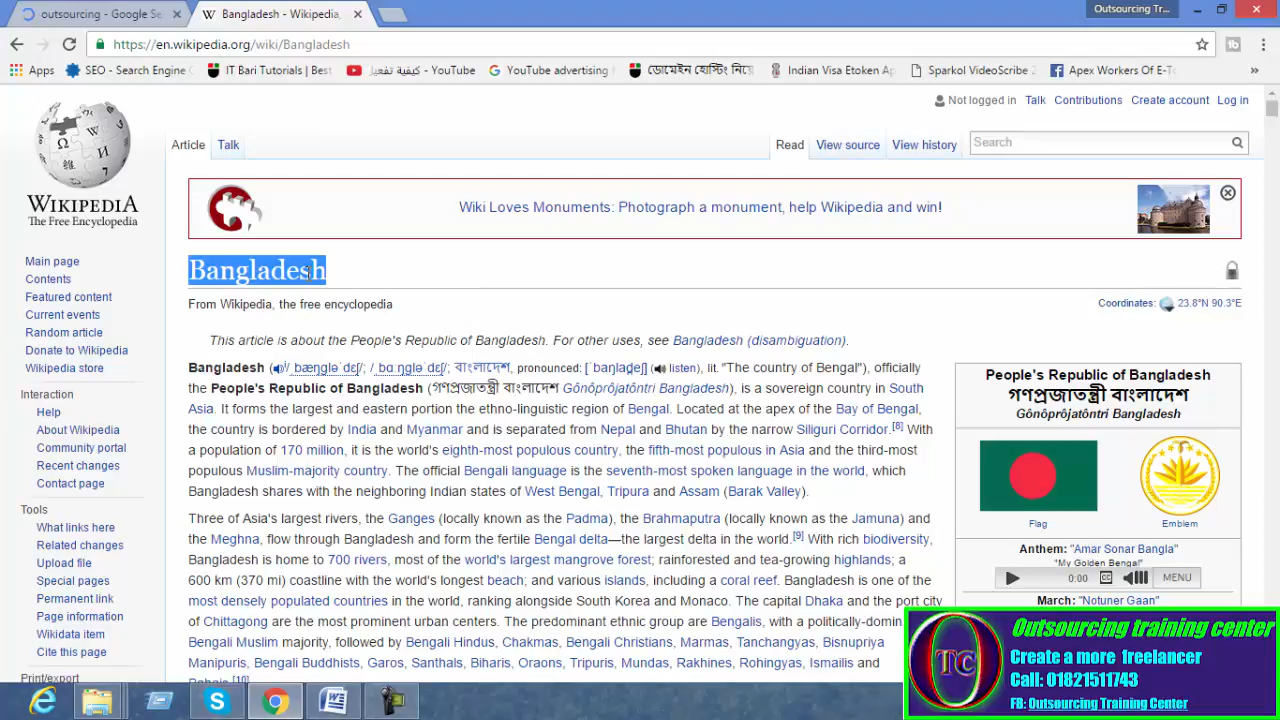 outsourcing - Google Se
Bangladesh - Wikipedia,
Outsourcing Tr...
https://en.wikipedia.org/wiki/Bangladesh
Apps
SEO - Search Engine
IT Bari Tutorials | Best
كيفية تفعيل - YouTube
YouTube advertising
ডোমেইন হোস্টিং নিয়ে
Indian Visa Etoken Ap
Sparkol VideoScribe
Apex Workers Of E-To
Not logged in Talk Contributions Create account Log in
Article Talk
Read View source View history
Search
WIKIPEDIA
The Free Encyclopedia
Wiki Loves Monuments: Photograph a monument, help Wikipedia and win!
Main page
Contents
Featured content
Current events
Random article
Donate to Wikipedia
Wikipedia store
Interaction
Help
About Wikipedia
Community portal
Recent changes
Contact page
Tools
What links here
Related changes
Upload file
Special pages
Permanent link
Page information
Wikidata item
Cite this page
Print/export
Bangladesh
From Wikipedia, the free encyclopedia
Coordinates: 23.8°N 90.3°E
This article is about the People's Republic of Bangladesh. For other uses, see Bangladesh (disambiguation).
Bangladesh (/ˌbæŋɡləˈdɛʃ/; /ˌbɑːŋɡləˈdɛʃ/; বাংলাদেশ, pronounced: [ˈbaŋlad̪eʃ] (listen), lit. "The country of Bengal"), officially
the People's Republic of Bangladesh (গণপ্রজাতন্ত্রী বাংলাদেশ Gônôprôjatôntri Bangladesh), is a sovereign country in South
Asia. It forms the largest and eastern portion the ethno-linguistic region of Bengal. Located at the apex of the Bay of Bengal,
the country is bordered by India and Myanmar and is separated from Nepal and Bhutan by the narrow Siliguri Corridor.[8] With
a population of 170 million, it is the world's eighth-most populous country, the fifth-most populous in Asia and the third-most
populous Muslim-majority country. The official Bengali language is the seventh-most spoken language in the world, which
Bangladesh shares with the neighboring Indian states of West Bengal, Tripura and Assam (Barak Valley).
Three of Asia's largest rivers, the Ganges (locally known as the Padma), the Brahmaputra (locally known as the Jamuna) and
the Meghna, flow through Bangladesh and form the fertile Bengal delta—the largest delta in the world.[9] With rich biodiversity,
Bangladesh is home to 700 rivers, most of the world's largest mangrove forest; rainforested and tea-growing highlands; a
600 km (370 mi) coastline with the world's longest beach; and various islands, including a coral reef. Bangladesh is one of the
most densely populated countries in the world, ranking alongside South Korea and Monaco. The capital Dhaka and the port city
of Chittagong are the most prominent urban centers. The predominant ethnic group are Bengalis, with a politically-domin
Bengali Muslim majority, followed by Bengali Hindus, Chakmas, Bengali Christians, Marmas, Tanchangyas, Bisnupriya
Manipuris, Bengali Buddhists, Garos, Santhals, Biharis, Oraons, Tripuris, Mundas, Rakhines, Rohingyas, Ismailis and
[10]
People's Republic of Bangladesh
গণপ্রজাতন্ত্রী বাংলাদেশ
Gônôprôjatôntri Bangladesh
Flag
Emblem
Anthem: "Amar Sonar Bangla"
"My Golden Bengal"
0:00
MENU
March: "Notuner Gaan"
TC
Outsourcing training center
Create a more freelancer
Call: 01821511743
FB: Outsourcing Training Center